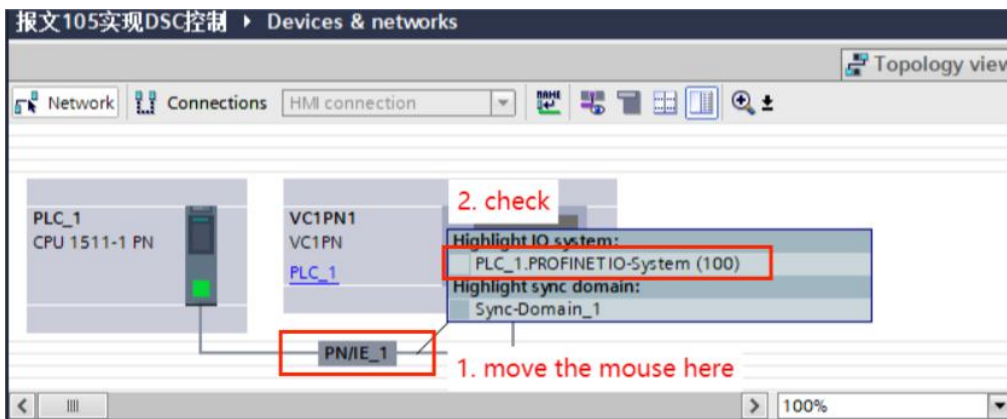 报文105实现DSC控制 ▸ Devices & networks
Topology view
Network Connections HMI connection
NAME
2. check
PLC_1
CPU 1511-1 PN
VC1PN1
VC1PN
PLC_1
Highlight IO system:
PLC_1.PROFINET IO-System (100)
Highlight sync domain:
Sync-Domain_1
PN/IE_1
1. move the mouse here
100%